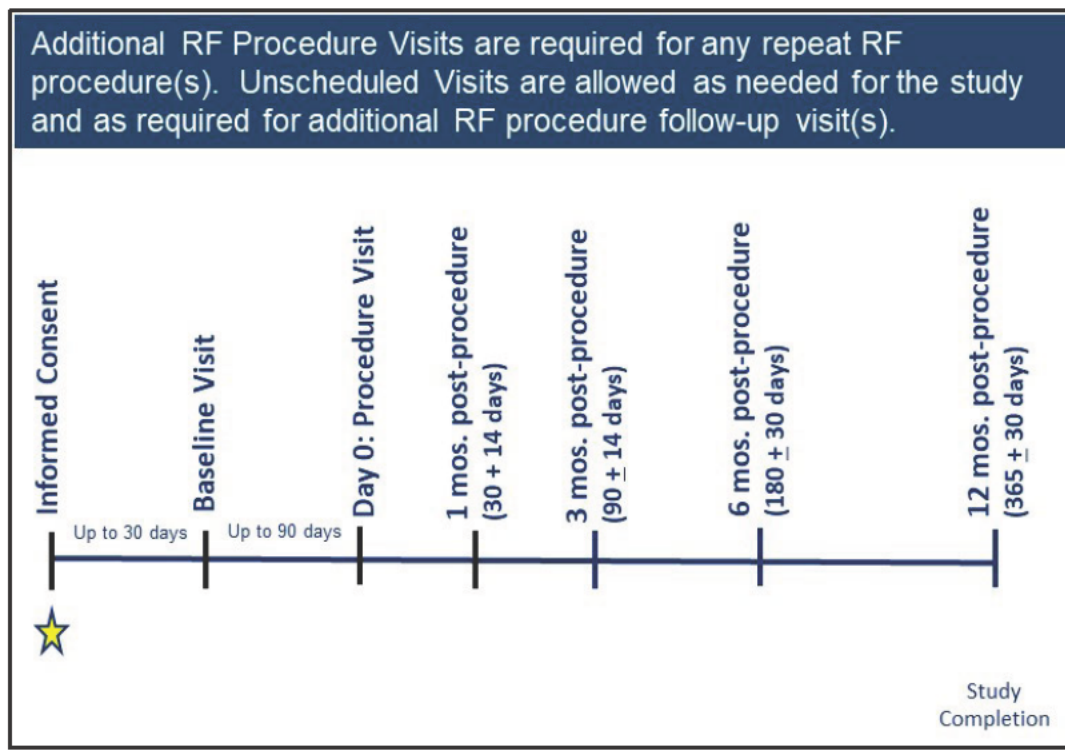 Additional RF Procedure Visits are required for any repeat RF
procedure(s). Unscheduled Visits are allowed as needed for the study
and as required for additional RF procedure follow-up visit(s).
Informed Consent
Up to 30 days
Baseline Visit
Up to 90 days
Day 0: Procedure Visit
1 mos. post-procedure
(30 + 14 days)
3 mos. post-procedure
(90 ± 14 days)
6 mos. post-procedure
(180 ± 30 days)
12 mos. post-procedure
(365 ± 30 days)
Study
Completion